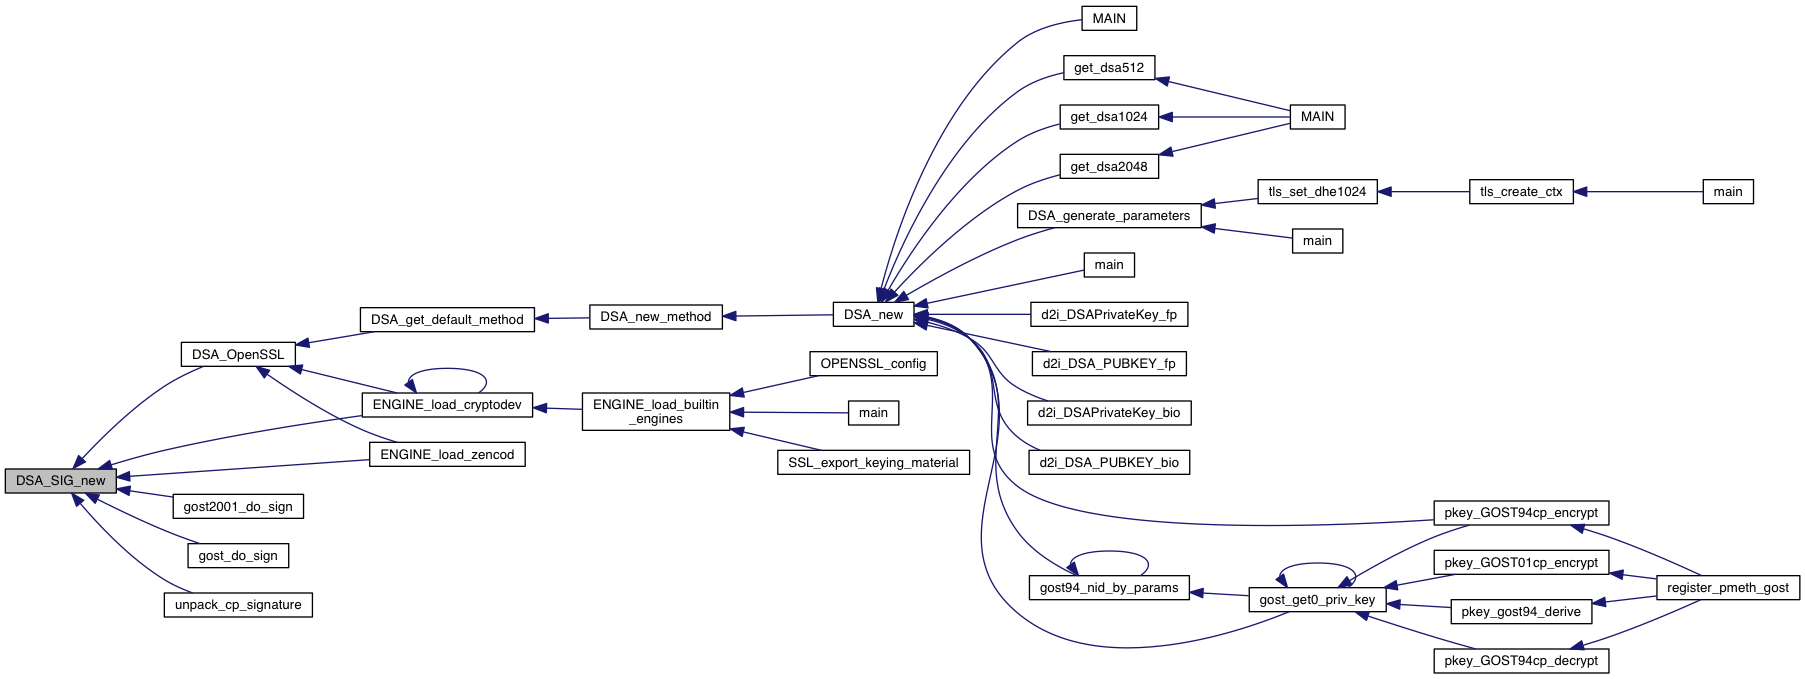 MAIN
get_dsa512
get_dsa1024
MAIN
get_dsa2048
tls_set_dhe1024
tls_create_ctx
main
DSA_generate_parameters
main
main
DSA_get_default_method
DSA_new_method
DSA_new
d2i_DSAPrivateKey_fp
DSA_OpenSSL
OPENSSL_config
d2i_DSA_PUBKEY_fp
ENGINE_load_cryptodev
ENGINE_load_builtin
_engines
main
d2i_DSAPrivateKey_bio
ENGINE_load_zencod
SSL_export_keying_material
d2i_DSA_PUBKEY_bio
DSA_SIG_new
gost2001_do_sign
pkey_GOST94cp_encrypt
gost_do_sign
pkey_GOST01cp_encrypt
gost94_nid_by_params
register_pmeth_gost
unpack_cp_signature
gost_get0_priv_key
pkey_gost94_derive
pkey_GOST94cp_decrypt